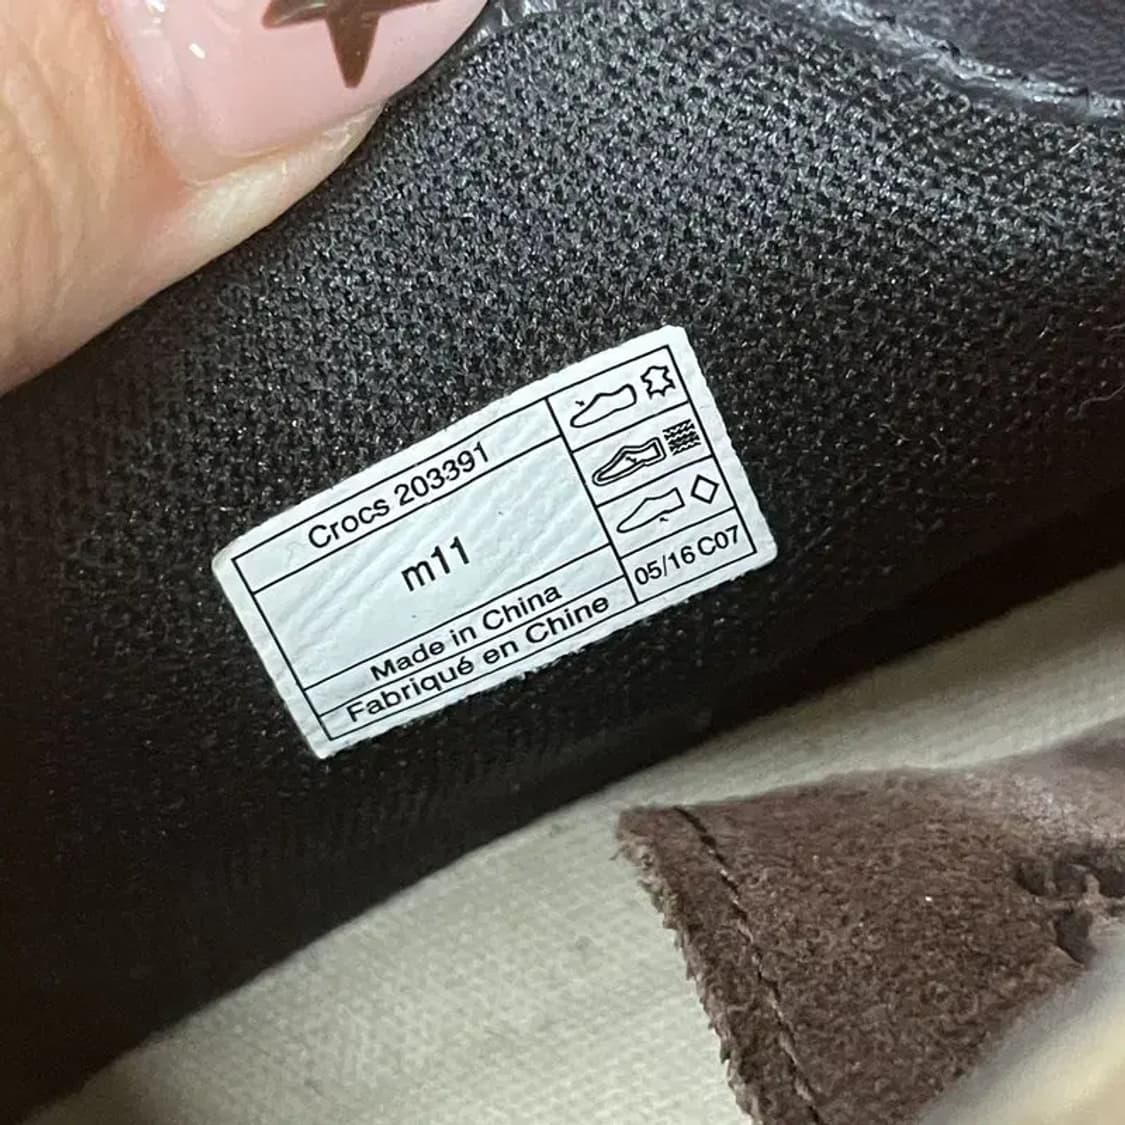 Crocs 203391
m11
Made in China
Fabriqué en Chine
05/16 C07